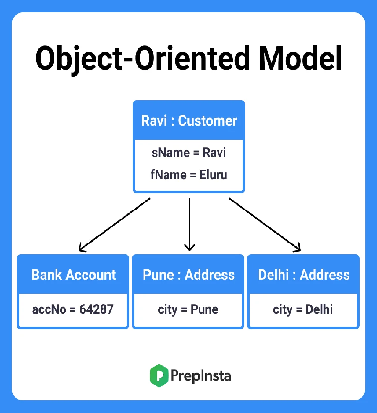 Object-Oriented Model
Ravi : Customer
sName = Ravi
fName = Eluru
Bank Account
accNo = 64287
Pune : Address
city = Pune
Delhi : Address
city = Delhi
PrepInsta